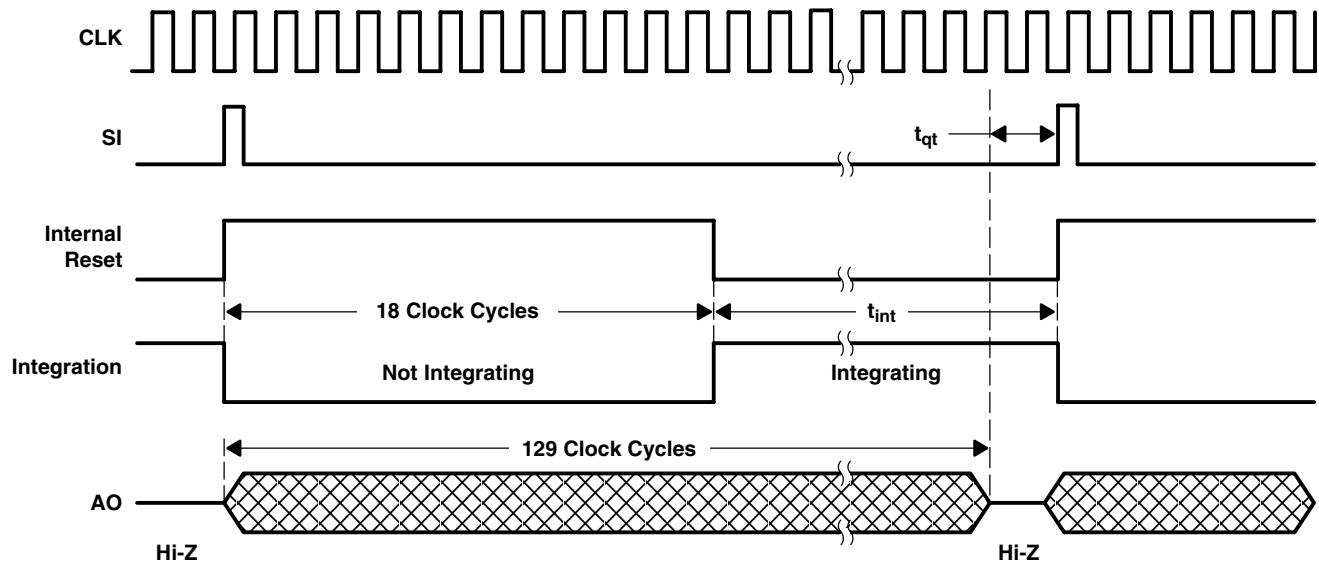 CLK
SI
t_qt
Internal
Reset
18 Clock Cycles
t_int
Integration
Not Integrating
Integrating
129 Clock Cycles
AO
Hi-Z
Hi-Z